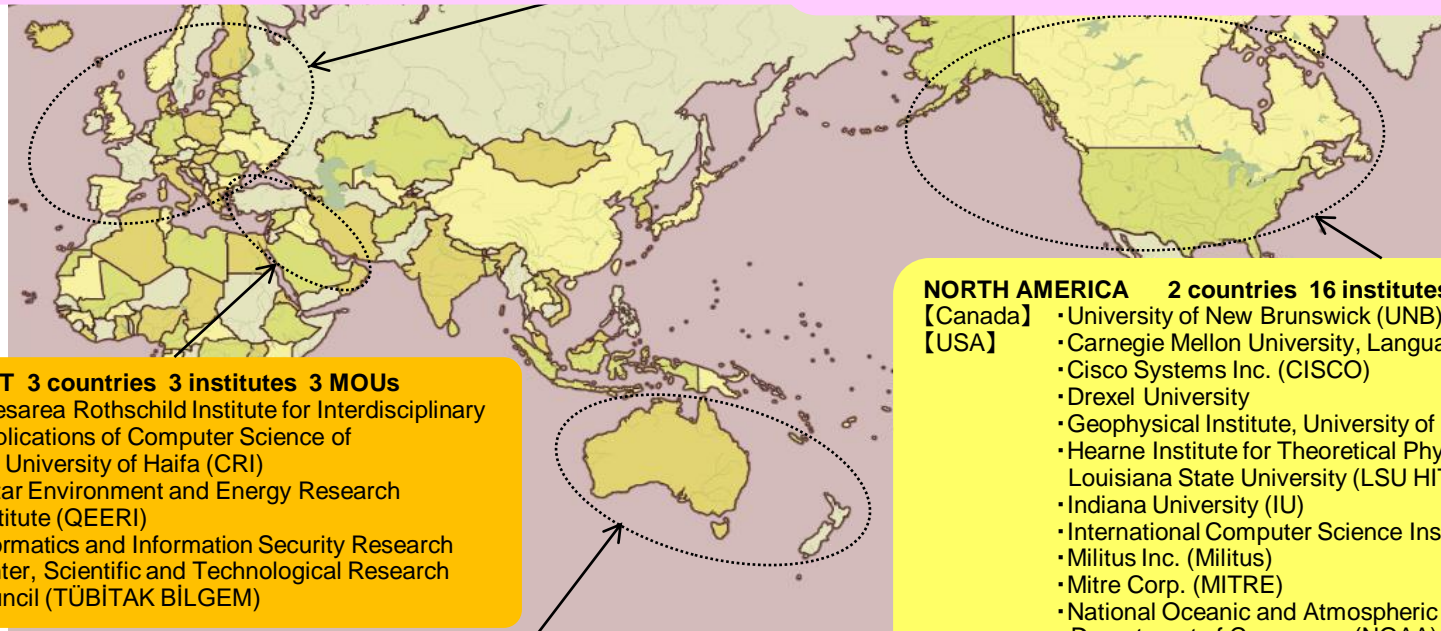 T 3 countries 3 institutes 3 MOUs
esarea Rothschild Institute for Interdisciplinary
plications of Computer Science of
University of Haifa (CRI)
tar Environment and Energy Research
titute (QEERI)
ormatics and Information Security Research
nter, Scientific and Technological Research
uncil (TÜBİTAK BİLGEM)
NORTH AMERICA 2 countries 16 institutes
【Canada】 ・University of New Brunswick (UNB)
【USA】 ・Carnegie Mellon University, Langua
・Cisco Systems Inc. (CISCO)
・Drexel University
・Geophysical Institute, University of
・Hearne Institute for Theoretical Phy
Louisiana State University (LSU HIT
・Indiana University (IU)
・International Computer Science Ins
・Militus Inc. (Militus)
・Mitre Corp. (MITRE)
・National Oceanic and Atmospheric